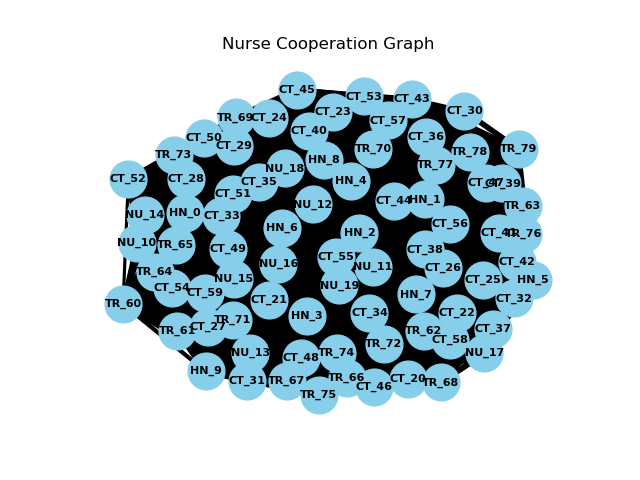 Nurse Cooperation Graph
CT_45
CT_53
CT_43
CT_30
CT_23
TR_69
CT_24
CT_57
CT_40
CT_50
CT_36
CT_29
TR_70
TR_79
TR_78
TR_73
HN_8
TR_77
NU_18
CT_52
CT_28
CT_35
HN_4
CT_47
CT_39
CT_51
CT_44
HN_1
NU_12
TR_63
NU_14
HN_0
CT_33
CT_56
HN_6
HN_2
CT_41
TR_76
NU_10
TR_65
CT_49
CT_38
CT_55
CT_42
NU_16
NU_11
CT_26
TR_64
NU_15
CT_25
HN_5
CT_54
NU_19
CT_59
HN_7
CT_32
CT_21
TR_60
CT_34
CT_22
HN_3
TR_71
CT_27
TR_61
TR_62
CT_37
CT_58
TR_72
NU_13
TR_74
NU_17
CT_48
HN_9
TR_66
CT_20
CT_31
TR_67
TR_68
CT_46
TR_75